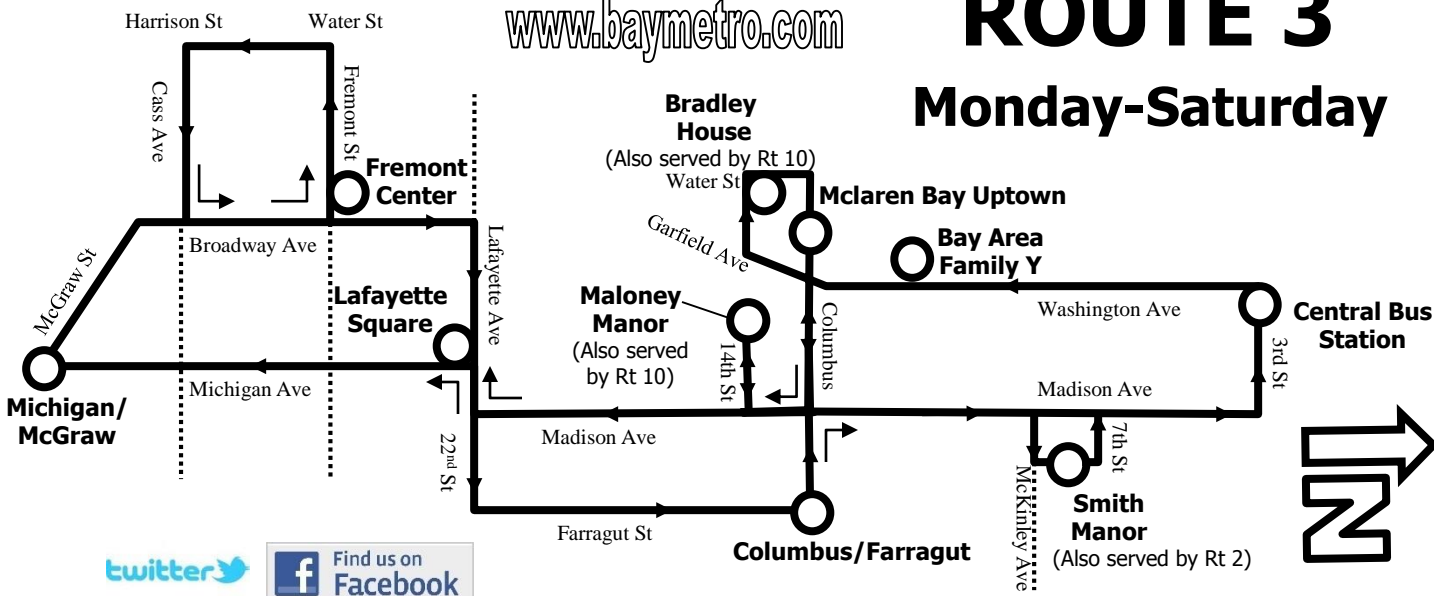 www.baymetro.com
ROUTE 3
Monday-Saturday
Harrison St
Water St
Cass Ave
Fremont St
Fremont
Center
Broadway Ave
McGraw St
Lafayette
Square
Lafayette Ave
Michigan Ave
Michigan/
McGraw
22nd St
Bradley
House
(Also served by Rt 10)
Water St
Mclaren Bay Uptown
Garfield Ave
Bay Area
Family Y
Washington Ave
Central Bus
Station
Maloney
Manor
(Also served
by Rt 10)
14th St
Columbus
3rd St
Madison Ave
Madison Ave
7th St
McKinley Ave
Smith
Manor
(Also served by Rt 2)
Farragut St
Columbus/Farragut
N
twitter
f
Find us on
Facebook